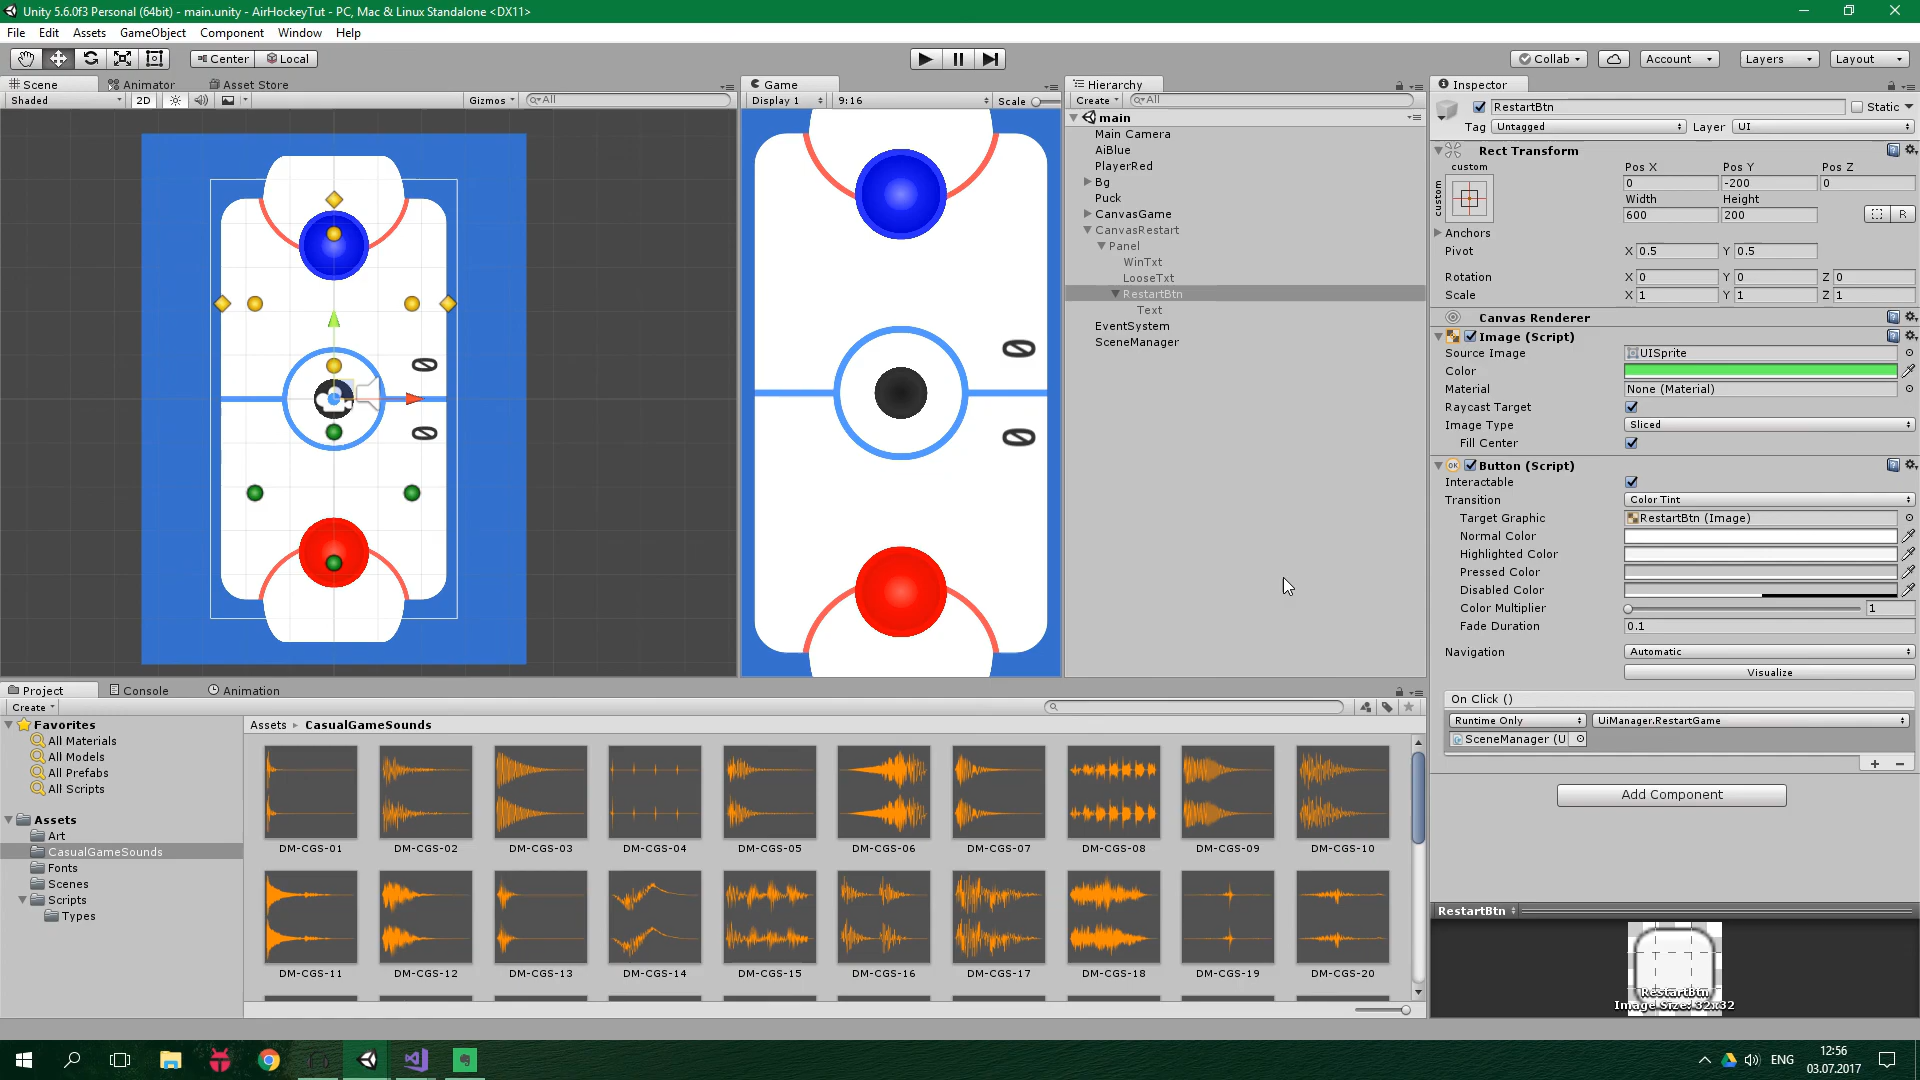 Unity 5.6.0f3 Personal (64bit) - main.unity - AirHockeyTut - PC, Mac & Linux Standalone <DX11>
File Edit Assets GameObject Component Window Help
Center Local Collab Account Layers Layout
Scene Animator Asset Store
Shaded 2D Gizmos All
Game
Display 1 9:16 Scale
0
0
0
0
Hierarchy
Create All
main
Main Camera
AiBlue
PlayerRed
Bg
Puck
CanvasGame
CanvasRestart
Panel
WinTxt
LooseTxt
RestartBtn
Text
EventSystem
SceneManager
Inspector
RestartBtn Static
Tag Untagged Layer UI
Rect Transform
custom Pos X Pos Y Pos Z
custom 0 -200 0
Width Height
600 200 R
Anchors
Pivot X 0.5 Y 0.5
Rotation X 0 Y 0 Z 0
Scale X 1 Y 1 Z 1
Canvas Renderer
Image (Script)
Source Image UISprite
Color
Material None (Material)
Raycast Target
Image Type Sliced
Fill Center
OK Button (Script)
Interactable
Transition Color Tint
Target Graphic RestartBtn (Image)
Normal Color
Highlighted Color
Pressed Color
Disabled Color
Color Multiplier 1
Fade Duration 0.1
Navigation Automatic
Visualize
On Click ()
Runtime Only UiManager.RestartGame
SceneManager (U
Add Component
RestartBtn
RestartBtn
Image Size: 32x32
Project Console Animation
Create
Favorites
All Materials
All Models
All Prefabs
All Scripts
Assets
Art
CasualGameSounds
Fonts
Scenes
Scripts
Types
Assets CasualGameSounds
DM-CGS-01 DM-CGS-02 DM-CGS-03 DM-CGS-04 DM-CGS-05 DM-CGS-06 DM-CGS-07 DM-CGS-08 DM-CGS-09 DM-CGS-10
DM-CGS-11 DM-CGS-12 DM-CGS-13 DM-CGS-14 DM-CGS-15 DM-CGS-16 DM-CGS-17 DM-CGS-18 DM-CGS-19 DM-CGS-20
ENG
12:56
03.07.2017